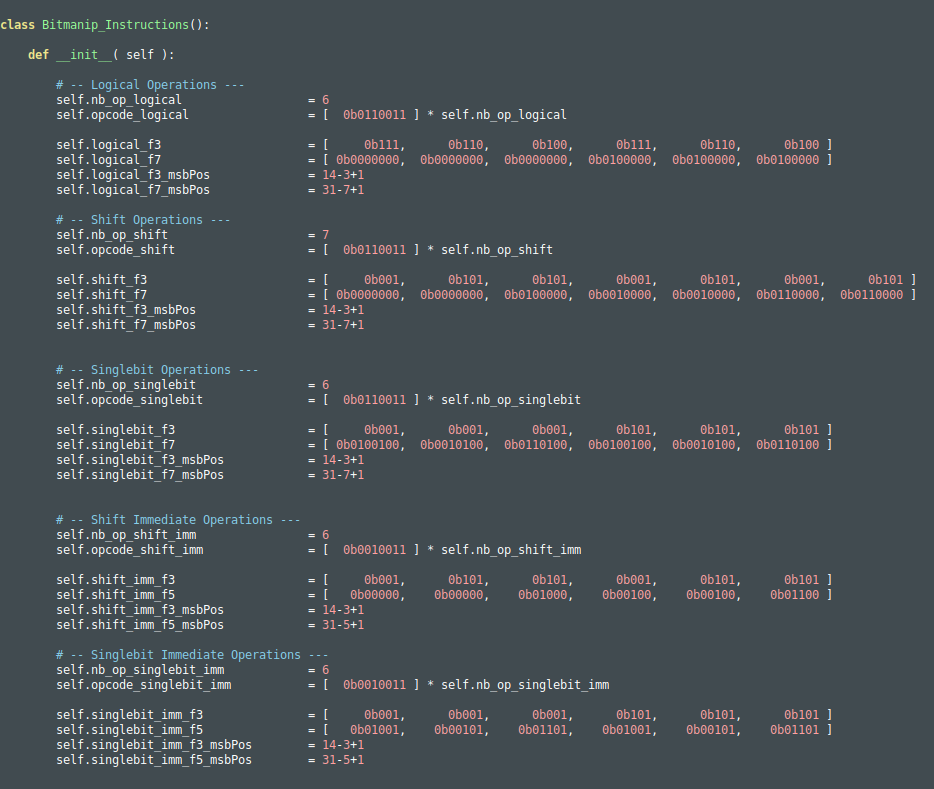 class Bitmanip_Instructions():
def __init__( self ):
# -- Logical Operations ---
self.nb_op_logical = 6
self.opcode_logical = [ 0b0110011 ] * self.nb_op_logical
self.logical_f3 = [ 0b111, 0b110, 0b100, 0b111, 0b110, 0b100 ]
self.logical_f7 = [ 0b0000000, 0b0000000, 0b0000000, 0b0100000, 0b0100000, 0b0100000 ]
self.logical_f3_msbPos = 14-3+1
self.logical_f7_msbPos = 31-7+1
# -- Shift Operations ---
self.nb_op_shift = 7
self.opcode_shift = [ 0b0110011 ] * self.nb_op_shift
self.shift_f3 = [ 0b001, 0b101, 0b101, 0b001, 0b101, 0b001, 0b101 ]
self.shift_f7 = [ 0b0000000, 0b0000000, 0b0100000, 0b0010000, 0b0010000, 0b0110000, 0b0110000 ]
self.shift_f3_msbPos = 14-3+1
self.shift_f7_msbPos = 31-7+1
# -- Singlebit Operations ---
self.nb_op_singlebit = 6
self.opcode_singlebit = [ 0b0110011 ] * self.nb_op_singlebit
self.singlebit_f3 = [ 0b001, 0b001, 0b001, 0b101, 0b101, 0b101 ]
self.singlebit_f7 = [ 0b0100100, 0b0010100, 0b0110100, 0b0100100, 0b0010100, 0b0110100 ]
self.singlebit_f3_msbPos = 14-3+1
self.singlebit_f7_msbPos = 31-7+1
# -- Shift Immediate Operations ---
self.nb_op_shift_imm = 6
self.opcode_shift_imm = [ 0b0010011 ] * self.nb_op_shift_imm
self.shift_imm_f3 = [ 0b001, 0b101, 0b101, 0b001, 0b101, 0b101 ]
self.shift_imm_f5 = [ 0b00000, 0b00000, 0b01000, 0b00100, 0b00100, 0b01100 ]
self.shift_imm_f3_msbPos = 14-3+1
self.shift_imm_f5_msbPos = 31-5+1
# -- Singlebit Immediate Operations ---
self.nb_op_singlebit_imm = 6
self.opcode_singlebit_imm = [ 0b0010011 ] * self.nb_op_singlebit_imm
self.singlebit_imm_f3 = [ 0b001, 0b001, 0b001, 0b101, 0b101, 0b101 ]
self.singlebit_imm_f5 = [ 0b01001, 0b00101, 0b01101, 0b01001, 0b00101, 0b01101 ]
self.singlebit_imm_f3_msbPos = 14-3+1
self.singlebit_imm_f5_msbPos = 31-5+1